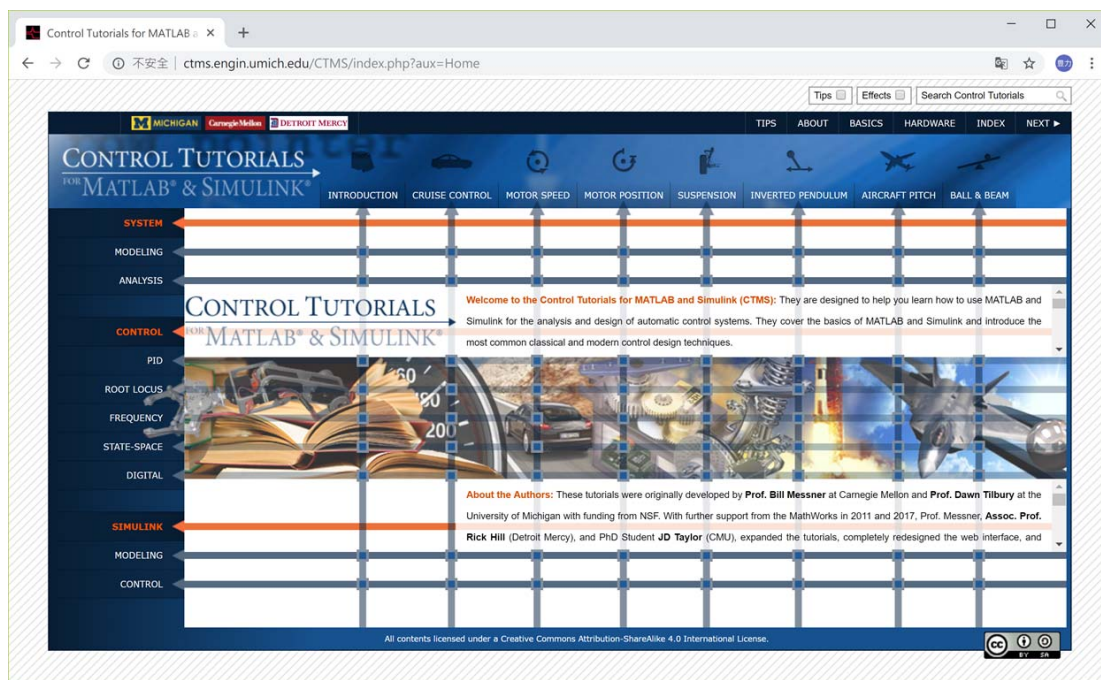 Control Tutorials for MATLAB a
不安全 | ctms.engin.umich.edu/CTMS/index.php?aux=Home
Tips Effects Search Control Tutorials
MICHIGAN Carnegie Mellon DETROIT MERCY
TIPS ABOUT BASICS HARDWARE INDEX NEXT ►
CONTROL TUTORIALS
FOR MATLAB® & SIMULINK®
INTRODUCTION CRUISE CONTROL MOTOR SPEED MOTOR POSITION SUSPENSION INVERTED PENDULUM AIRCRAFT PITCH BALL & BEAM
SYSTEM
MODELING
ANALYSIS
CONTROL
PID
ROOT LOCUS
FREQUENCY
STATE-SPACE
DIGITAL
SIMULINK
MODELING
CONTROL
CONTROL TUTORIALS
FOR MATLAB® & SIMULINK®
Welcome to the Control Tutorials for MATLAB and Simulink (CTMS): They are designed to help you learn how to use MATLAB and
Simulink for the analysis and design of automatic control systems. They cover the basics of MATLAB and Simulink and introduce the
most common classical and modern control design techniques.
60
200
About the Authors: These tutorials were originally developed by Prof. Bill Messner at Carnegie Mellon and Prof. Dawn Tilbury at the
University of Michigan with funding from NSF. With further support from the MathWorks in 2011 and 2017, Prof. Messner, Assoc. Prof.
Rick Hill (Detroit Mercy), and PhD Student JD Taylor (CMU), expanded the tutorials, completely redesigned the web interface, and
All contents licensed under a Creative Commons Attribution-ShareAlike 4.0 International License.
cc
BY SA